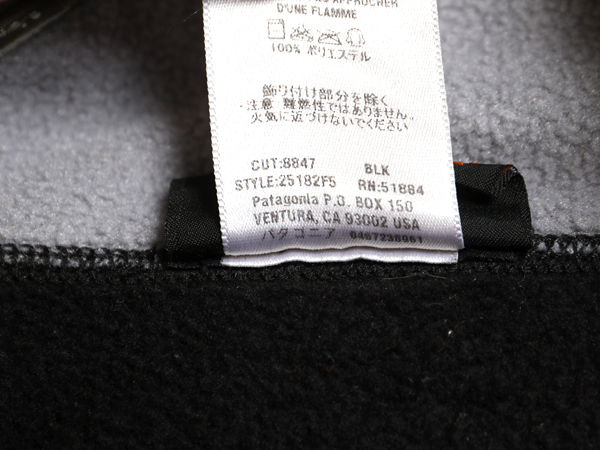 APPROCHER
D'UNE FLAMME
100% ポリエステル
飾り付け部分を除く
注意 難燃性ではありません。
火気に近づけないでください
CUT:8847 BLK
STYLE:25182F5 RN:51884
Patagonia P.O. BOX 150
VENTURA, CA 93002 USA
パタゴニア 0467238961